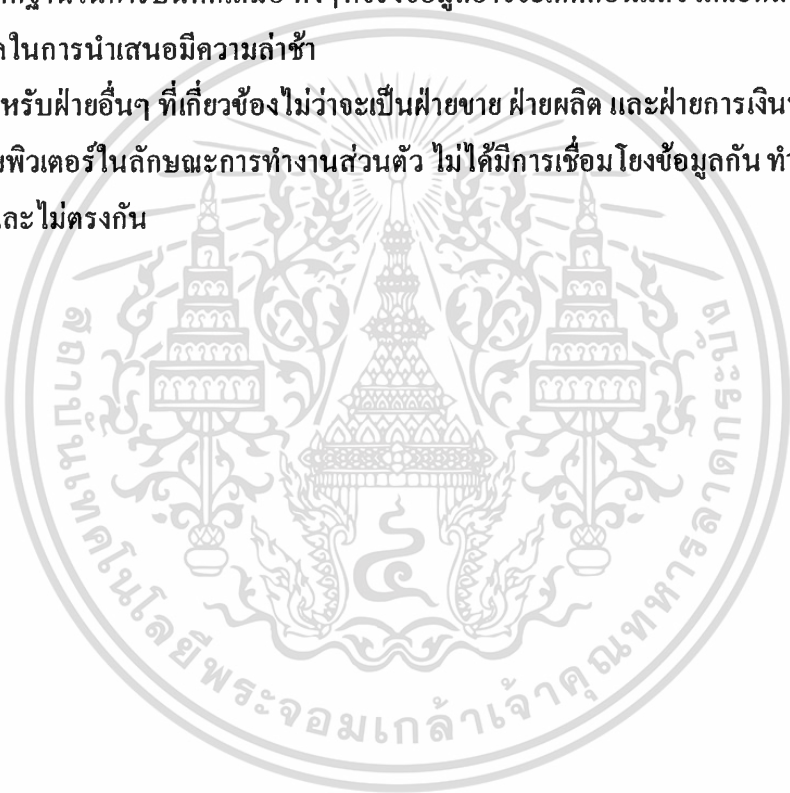 ในการนำเสนอมีความล่าช้า
หรับฝ่ายอื่นๆ ที่เกี่ยวข้องไม่ว่าจะเป็นฝ่ายขาย ฝ่ายผลิต และฝ่ายการเงิน
พิวเตอร์ในลักษณะการทำงานส่วนตัว ไม่ได้มีการเชื่อมโยงข้อมูลกัน ทำ
ละไม่ตรงกัน
สถาบันเทคโนโลยีพระจอมเกล้าเจ้าคุณทหารลาดกระบัง